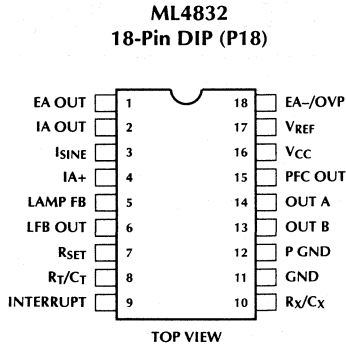 ML4832
18-Pin DIP (P18)
EA OUT 1 18 EA–/OVP
IA OUT 2 17 VREF
ISINE 3 16 VCC
IA+ 4 15 PFC OUT
LAMP FB 5 14 OUT A
LFB OUT 6 13 OUT B
RSET 7 12 P GND
RT/CT 8 11 GND
INTERRUPT 9 10 RX/CX
TOP VIEW